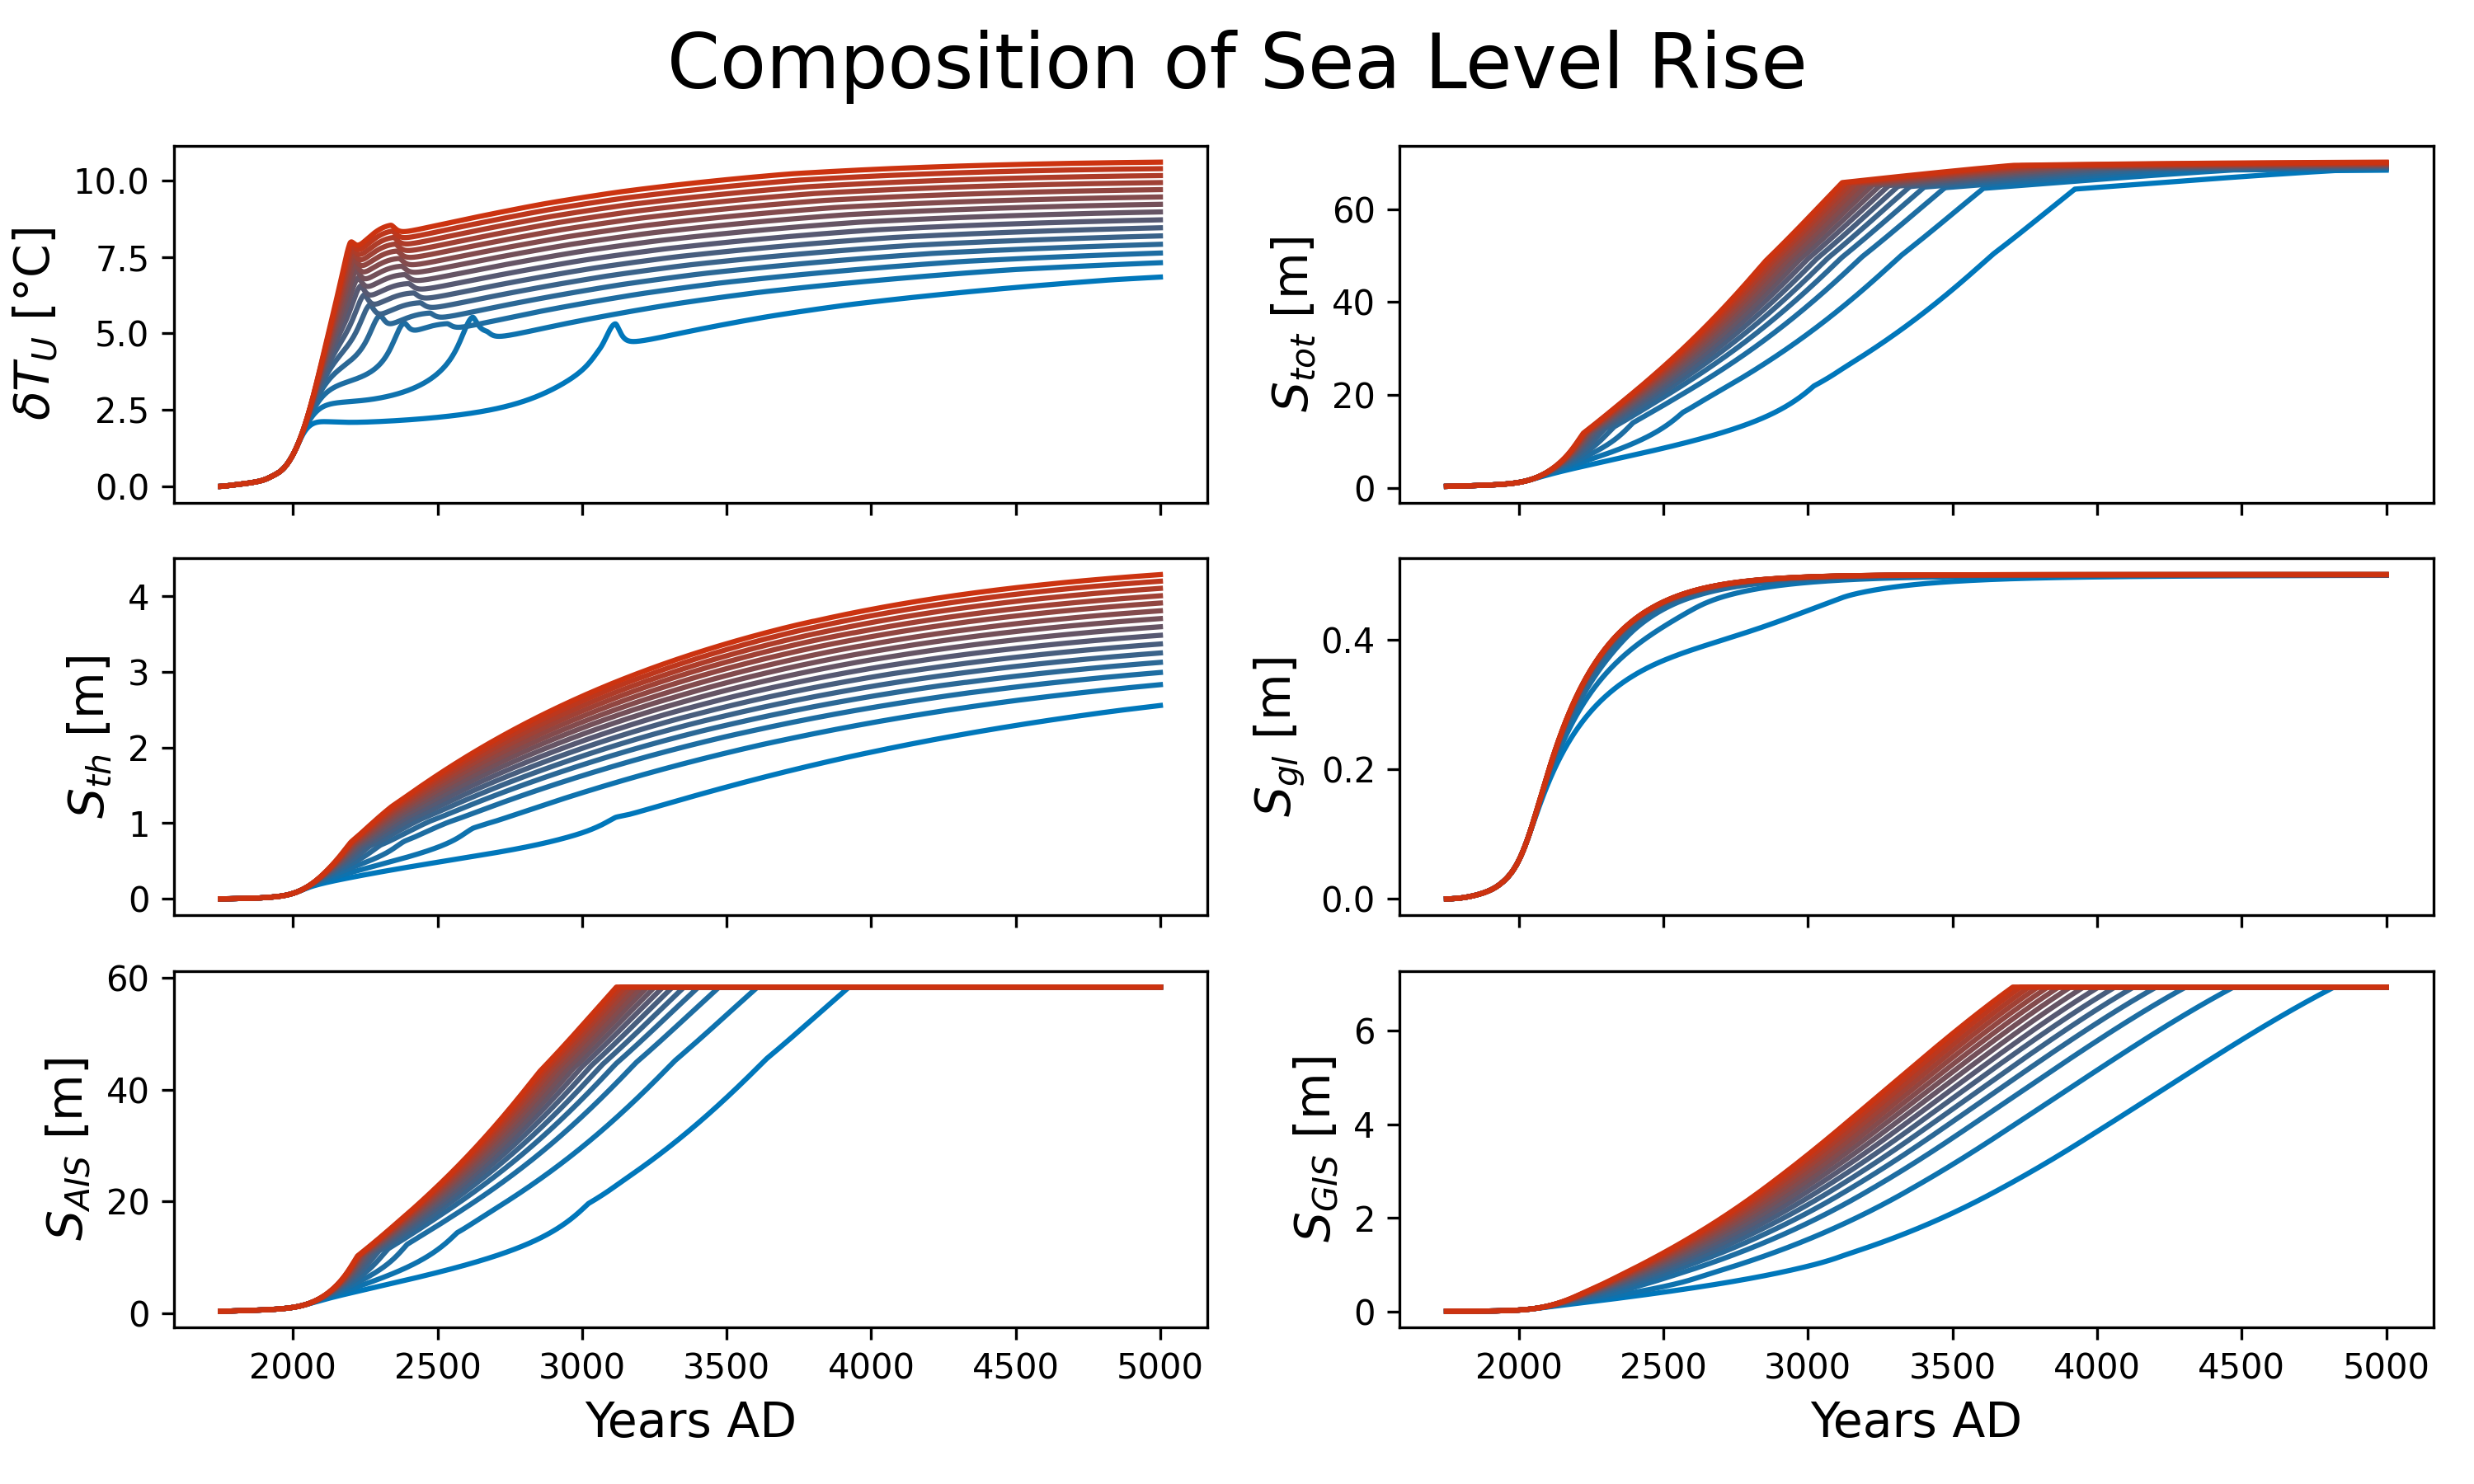 Composition of Sea Level Rise
δT_U [°C]
10.0
7.5
5.0
2.5
0.0
S_tot [m]
60
40
20
0
S_th [m]
4
3
2
1
0
S_gl [m]
0.4
0.2
0.0
S_AIS [m]
60
40
20
0
2000 2500 3000 3500 4000 4500 5000
Years AD
S_GIS [m]
6
4
2
0
2000 2500 3000 3500 4000 4500 5000
Years AD